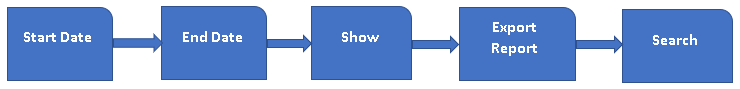 Start Date
End Date
Show
Export
Report
Search